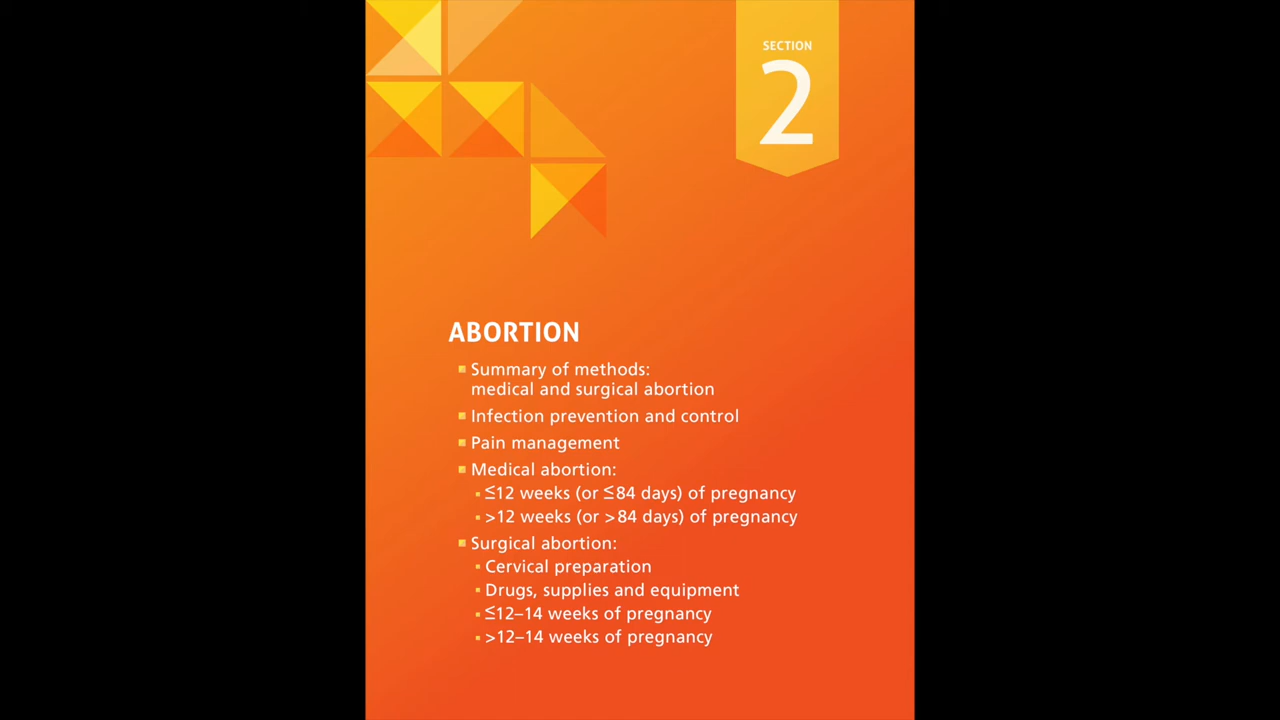 SECTION
2
ABORTION
Summary of methods:
medical and surgical abortion
Infection prevention and control
Pain management
Medical abortion:
≤12 weeks (or ≤84 days) of pregnancy
>12 weeks (or >84 days) of pregnancy
Surgical abortion:
Cervical preparation
Drugs, supplies and equipment
≤12–14 weeks of pregnancy
>12–14 weeks of pregnancy